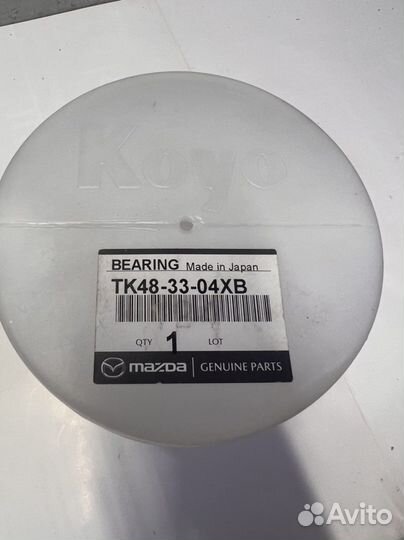 Koyo
BEARING Made in Japan
TK48-33-04XB
QTY 1 LOT
mazda GENUINE PARTS
Avito